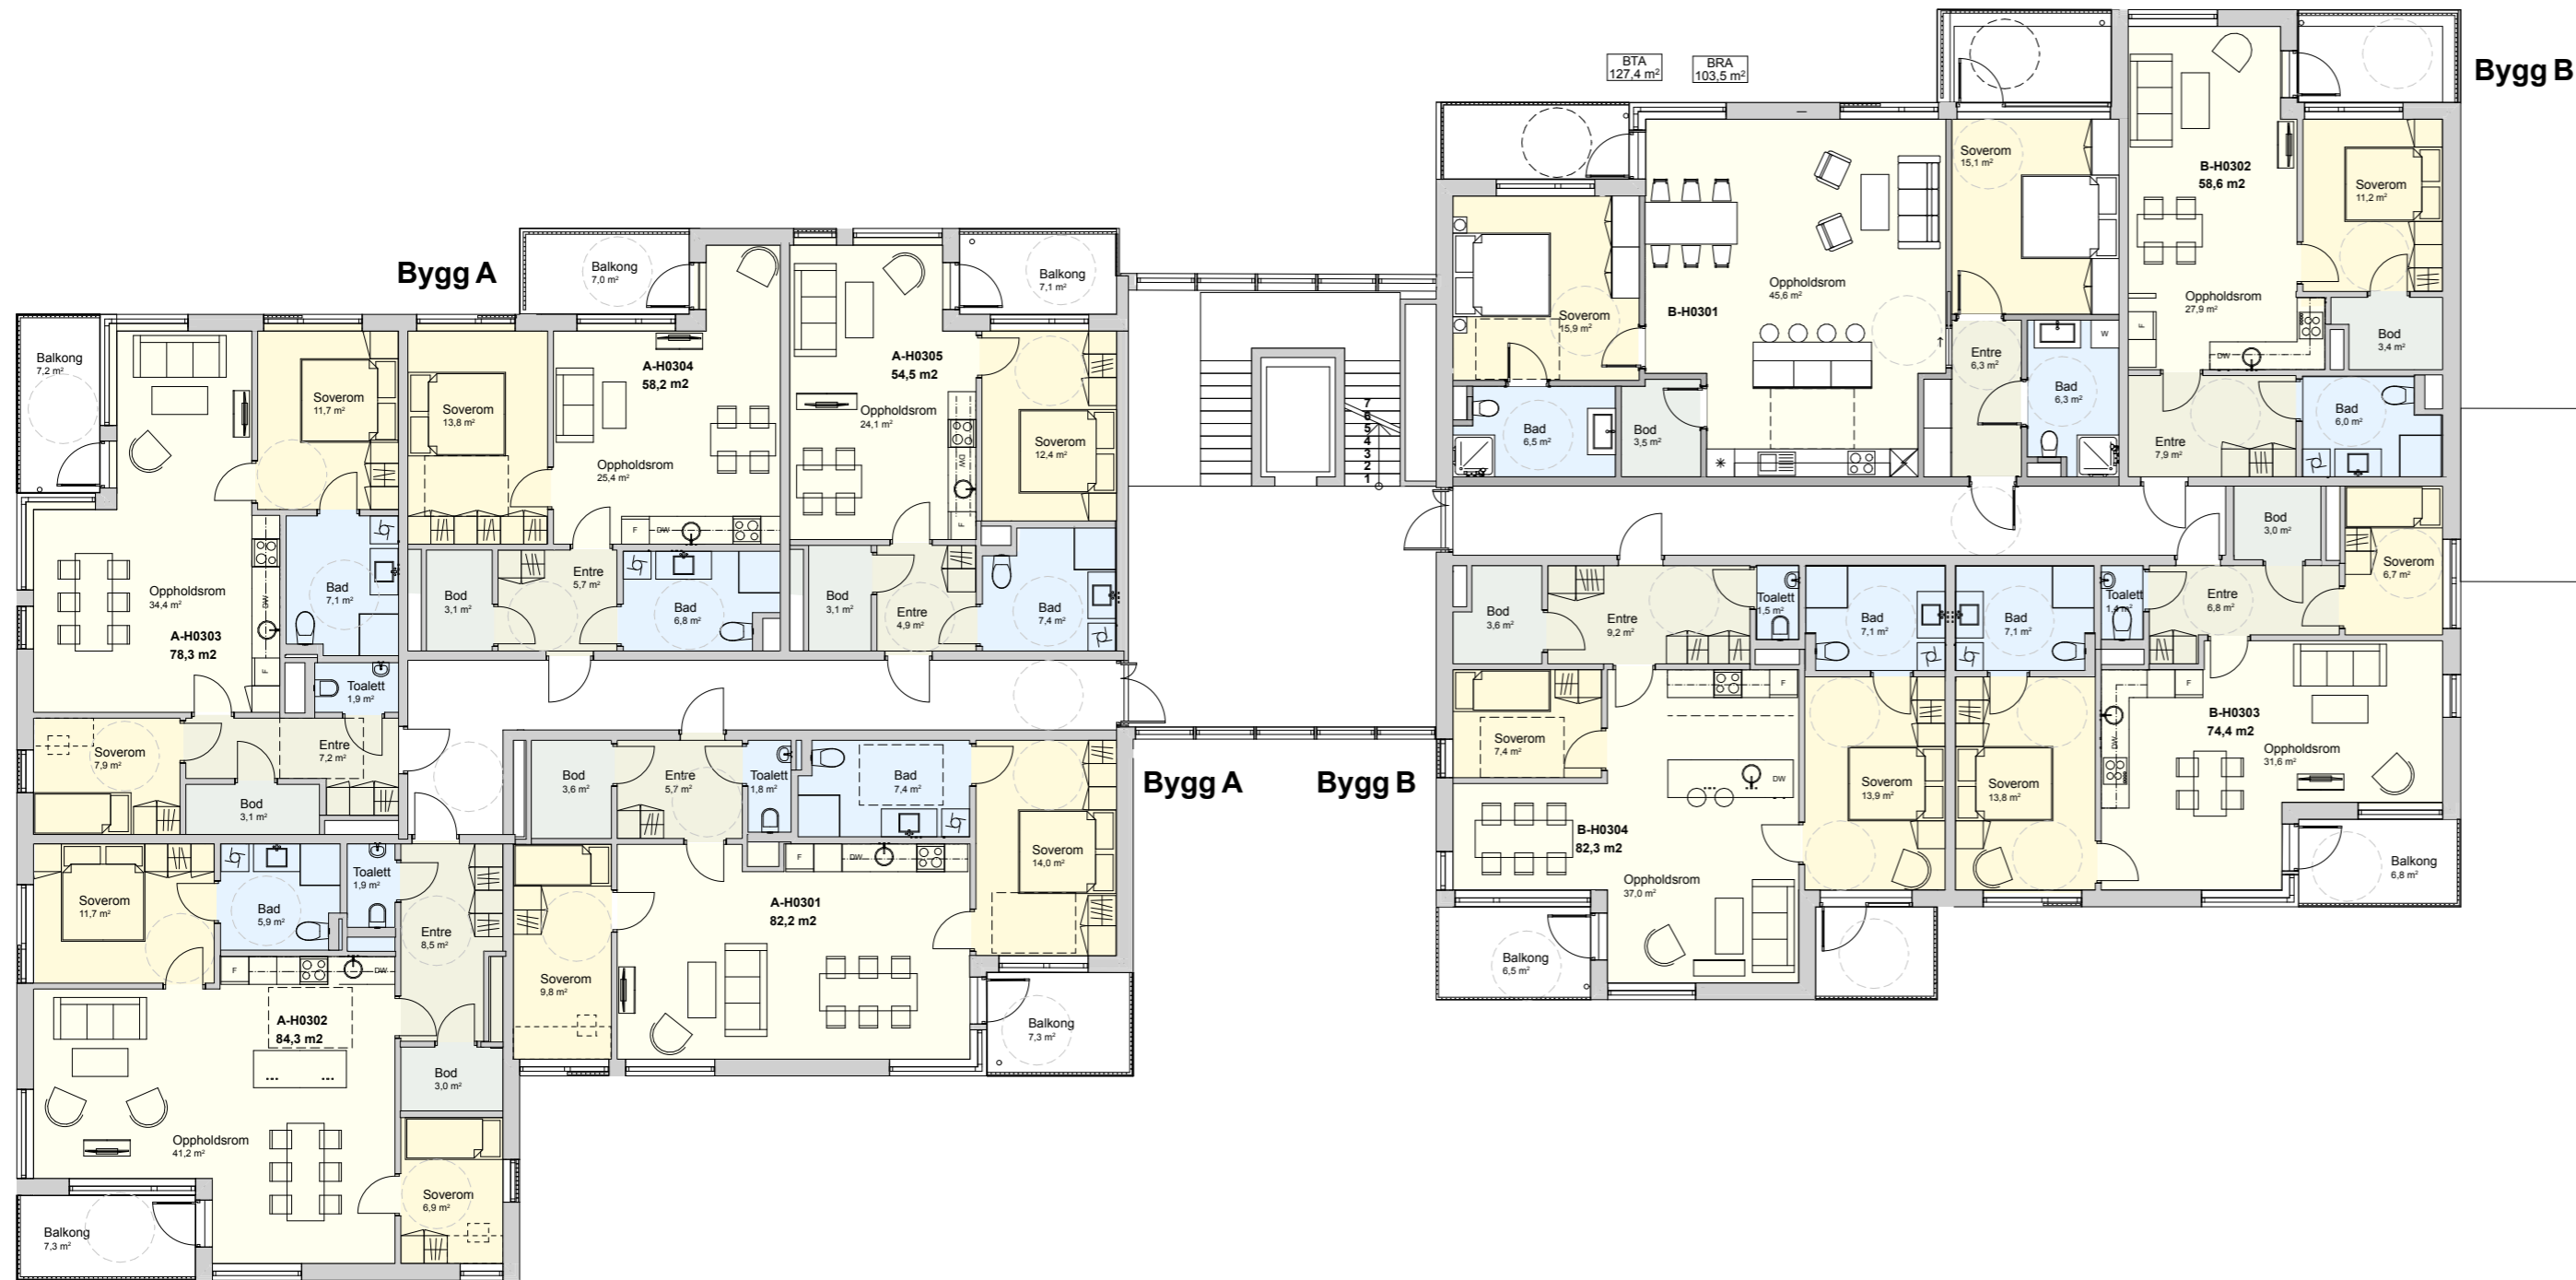 BTA
127,4 m²
BRA
103,5 m²
Bygg B
Bygg A
Balkong
7,2 m²
Soverom
11,7 m²
Oppholdsrom
34,4 m²
A-H0303
78,3 m2
Bad
7,1 m²
DW
F
Toalett
1,9 m²
Soverom
7,9 m²
Entre
7,2 m²
Bod
3,1 m²
Balkong
7,0 m²
Soverom
13,8 m²
A-H0304
58,2 m2
Oppholdsrom
25,4 m²
F
DW
Bod
3,1 m²
Entre
5,7 m²
Bad
6,8 m²
Balkong
7,1 m²
A-H0305
54,5 m2
Oppholdsrom
24,1 m²
DW
F
Soverom
12,4 m²
Bod
3,1 m²
Entre
4,9 m²
Bad
7,4 m²
7
6
5
4
3
2
1
Soverom
15,9 m²
Oppholdsrom
45,6 m²
B-H0301
Bad
6,5 m²
Bod
3,5 m²
Soverom
15,1 m²
Entre
6,3 m²
W
Bad
6,3 m²
B-H0302
58,6 m2
Soverom
11,2 m²
Oppholdsrom
27,9 m²
F
DW
Bod
3,4 m²
Entre
7,9 m²
Bad
6,0 m²
Soverom
11,7 m²
Bad
5,9 m²
Toalett
1,9 m²
Entre
8,5 m²
F
DW
A-H0302
84,3 m2
Bod
3,0 m²
Oppholdsrom
41,2 m²
Soverom
6,9 m²
Balkong
7,3 m²
Bod
3,6 m²
Entre
5,7 m²
Toalett
1,8 m²
Bad
7,4 m²
F
DW
Soverom
14,0 m²
A-H0301
82,2 m2
Soverom
9,8 m²
Balkong
7,3 m²
Bygg A
Bygg B
Bod
3,6 m²
Entre
9,2 m²
Toalett
1,5 m²
Bad
7,1 m²
F
Soverom
7,4 m²
DW
Soverom
13,9 m²
B-H0304
82,3 m2
Oppholdsrom
37,0 m²
Balkong
6,5 m²
Bad
7,1 m²
Toalett
1,4 m²
Entre
6,8 m²
Bod
3,0 m²
Soverom
6,7 m²
F
DW
B-H0303
74,4 m2
Oppholdsrom
31,6 m²
Soverom
13,8 m²
Balkong
6,8 m²